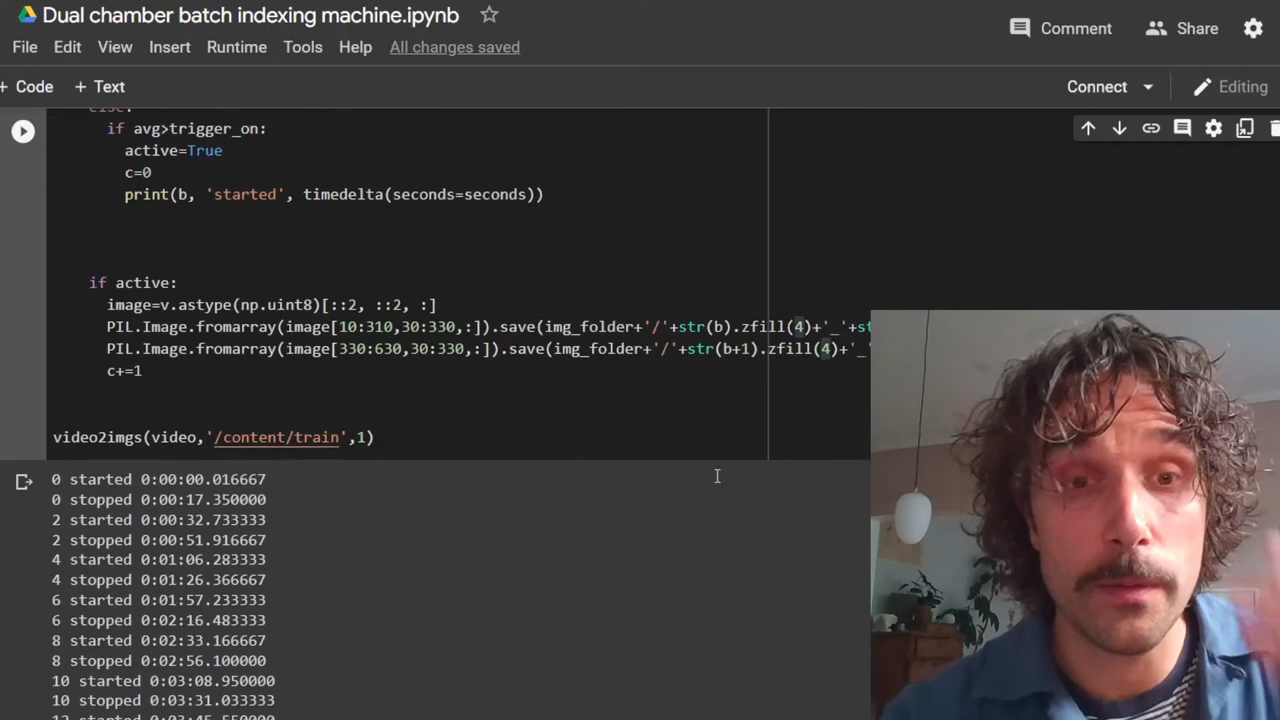 Dual chamber batch indexing machine.ipynb
Comment
Share
File Edit View Insert Runtime Tools Help All changes saved
+ Code + Text
Connect
Editing
else:
if avg>trigger_on:
active=True
c=0
print(b, 'started', timedelta(seconds=seconds))
if active:
image=v.astype(np.uint8)[::2, ::2, :]
PIL.Image.fromarray(image[10:310,30:330,:]).save(img_folder+'/'+str(b).zfill(4)+'_'+st
PIL.Image.fromarray(image[330:630,30:330,:]).save(img_folder+'/'+str(b+1).zfill(4)+'_'
c+=1
video2imgs(video,'/content/train',1)
0 started 0:00:00.016667
0 stopped 0:00:17.350000
2 started 0:00:32.733333
2 stopped 0:00:51.916667
4 started 0:01:06.283333
4 stopped 0:01:26.366667
6 started 0:01:57.233333
6 stopped 0:02:16.483333
8 started 0:02:33.166667
8 stopped 0:02:56.100000
10 started 0:03:08.950000
10 stopped 0:03:31.033333
12 started 0:03:45.550000